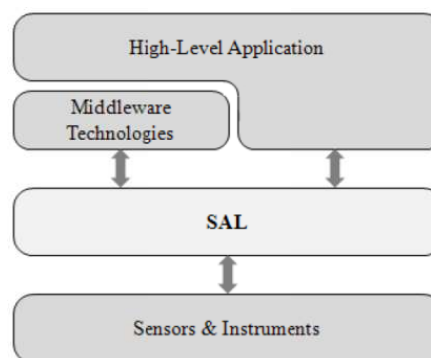 High-Level Application
Middleware
Technologies
SAL
Sensors & Instruments